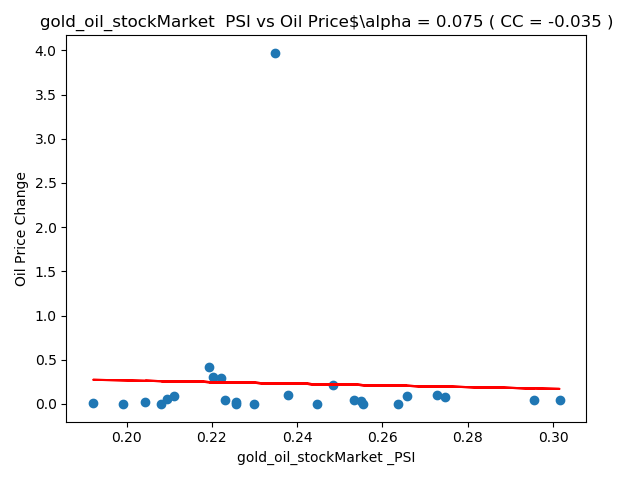 gold_oil_stockMarket  PSI vs Oil Price$\alpha = 0.075 ( CC = -0.035 )
4.0
3.5
3.0
2.5
2.0
1.5
1.0
0.5
0.0
Oil Price Change
0.20 0.22 0.24 0.26 0.28 0.30
gold_oil_stockMarket _PSI